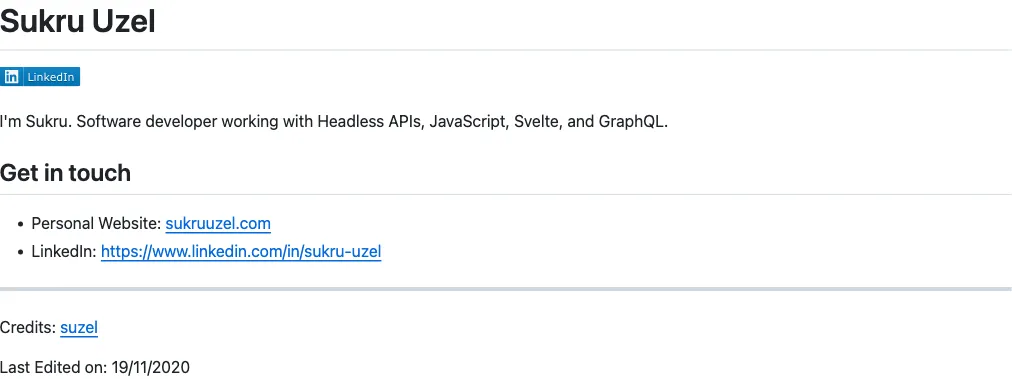 Sukru Uzel
in LinkedIn
I'm Sukru. Software developer working with Headless APIs, JavaScript, Svelte, and GraphQL.
Get in touch
• Personal Website: sukruuzel.com
• LinkedIn: https://www.linkedin.com/in/sukru-uzel
Credits: suzel
Last Edited on: 19/11/2020